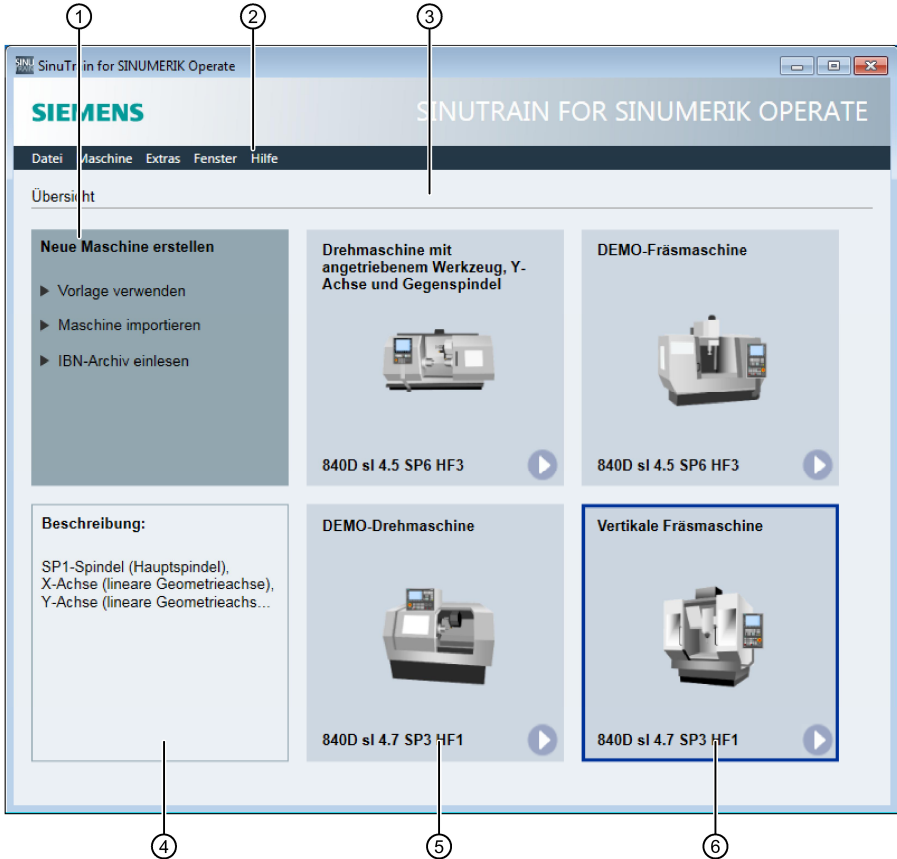 1 2 3
SINU TRAIN SinuTrain for SINUMERIK Operate
SIEMENS SINUTRAIN FOR SINUMERIK OPERATE
Datei Maschine Extras Fenster Hilfe
Übersicht
Neue Maschine erstellen
Vorlage verwenden
Maschine importieren
IBN-Archiv einlesen
Drehmaschine mit
angetriebenem Werkzeug, Y-
Achse und Gegenspindel
840D sl 4.5 SP6 HF3
DEMO-Fräsmaschine
840D sl 4.5 SP6 HF3
Beschreibung:
SP1-Spindel (Hauptspindel),
X-Achse (lineare Geometrieachse),
Y-Achse (lineare Geometrieachs...
DEMO-Drehmaschine
840D sl 4.7 SP3 HF1
Vertikale Fräsmaschine
840D sl 4.7 SP3 HF1
4 5 6